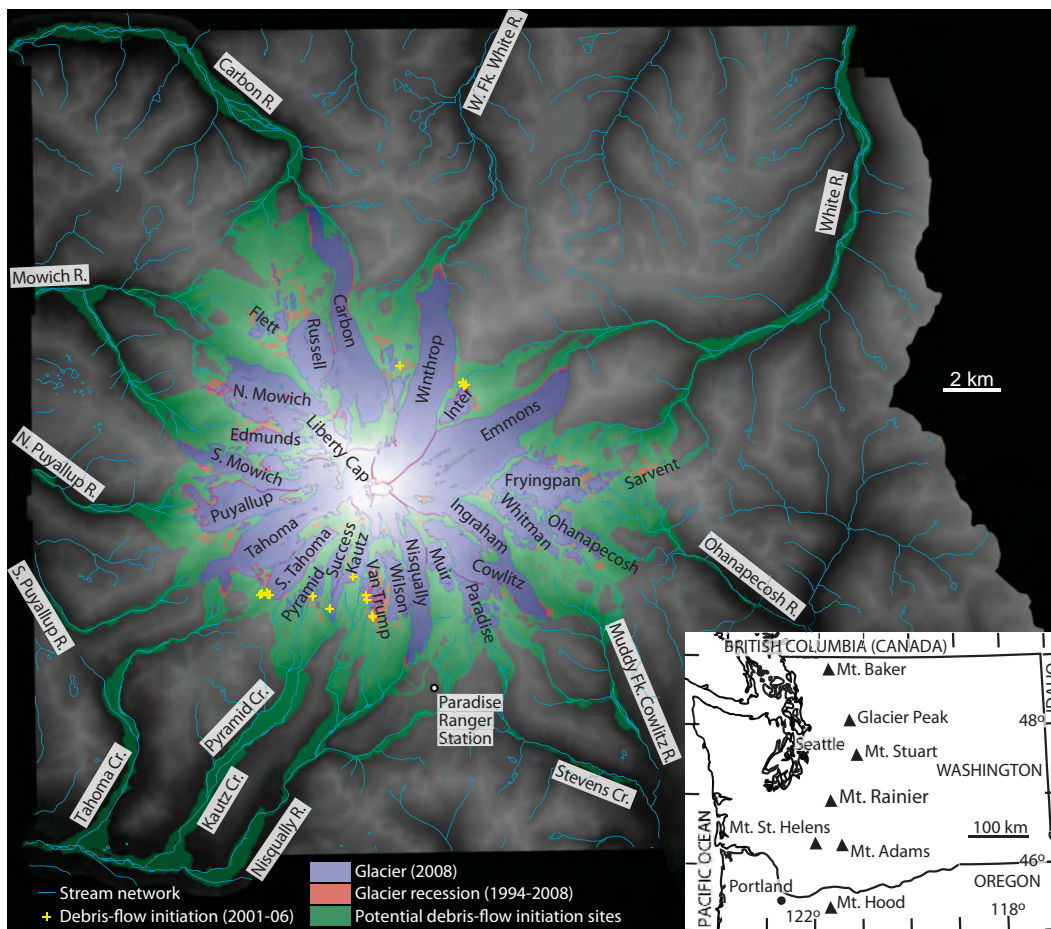 Carbon R.
W. Fk. White R.
White R.
Mowich R.
Flett
Russell
Carbon
Winthrop
Inter
Emmons
2 km
N. Mowich
Edmunds
Liberty Cap
S. Mowich
N. Puyallup R.
Puyallup
Fryingpan
Sarvent
Whitman
Ohanapecosh
Ingraham
Tahoma
S. Tahoma
Success
Kautz
Pyramid
Van Trump
Wilson
Nisqually
Muir
Cowlitz
Paradise
Ohanapecosh R.
S. Puyallup R.
Muddy Fk. Cowlitz R.
Paradise
Ranger
Station
Pyramid Cr.
Tahoma Cr.
Kautz Cr.
Nisqually R.
Stevens Cr.
Stream network
Debris-flow initiation (2001-06)
Glacier (2008)
Glacier recession (1994-2008)
Potential debris-flow initiation sites
BRITISH COLUMBIA (CANADA)
Mt. Baker
Glacier Peak
48º
Seattle
Mt. Stuart
WASHINGTON
Mt. Rainier
Mt. St. Helens
100 km
Mt. Adams
46º
OREGON
Portland
Mt. Hood
122º
118º
PACIFIC OCEAN